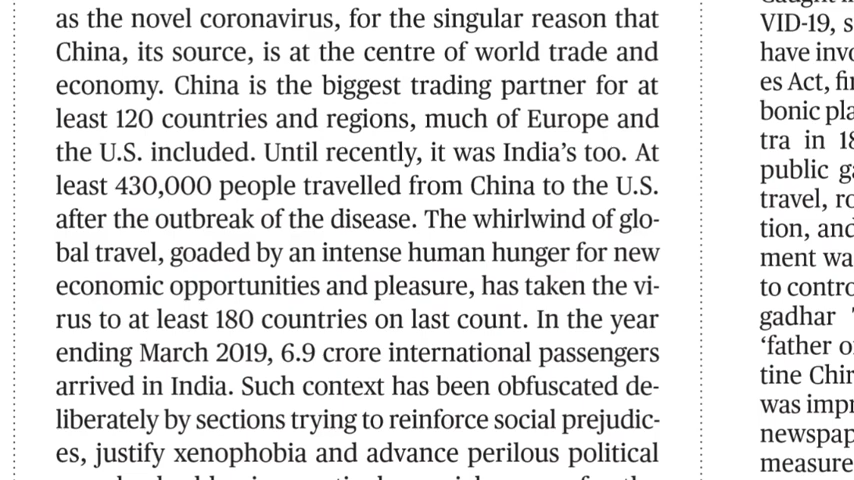 as the novel coronavirus, for the singular reason that
China, its source, is at the centre of world trade and
economy. China is the biggest trading partner for at
least 120 countries and regions, much of Europe and
the U.S. included. Until recently, it was India's too. At
least 430,000 people travelled from China to the U.S.
after the outbreak of the disease. The whirlwind of glo-
bal travel, goaded by an intense human hunger for new
economic opportunities and pleasure, has taken the vi-
rus to at least 180 countries on last count. In the year
ending March 2019, 6.9 crore international passengers
arrived in India. Such context has been obfuscated de-
liberately by sections trying to reinforce social prejudic-
es, justify xenophobia and advance perilous political
VID-19, s
have invo
es Act, fi
bonic pla
tra in 18
public ga
travel, ro
tion, and
ment wa
to contro
gadhar
'father o
tine Chir
was impr
newspap
measure